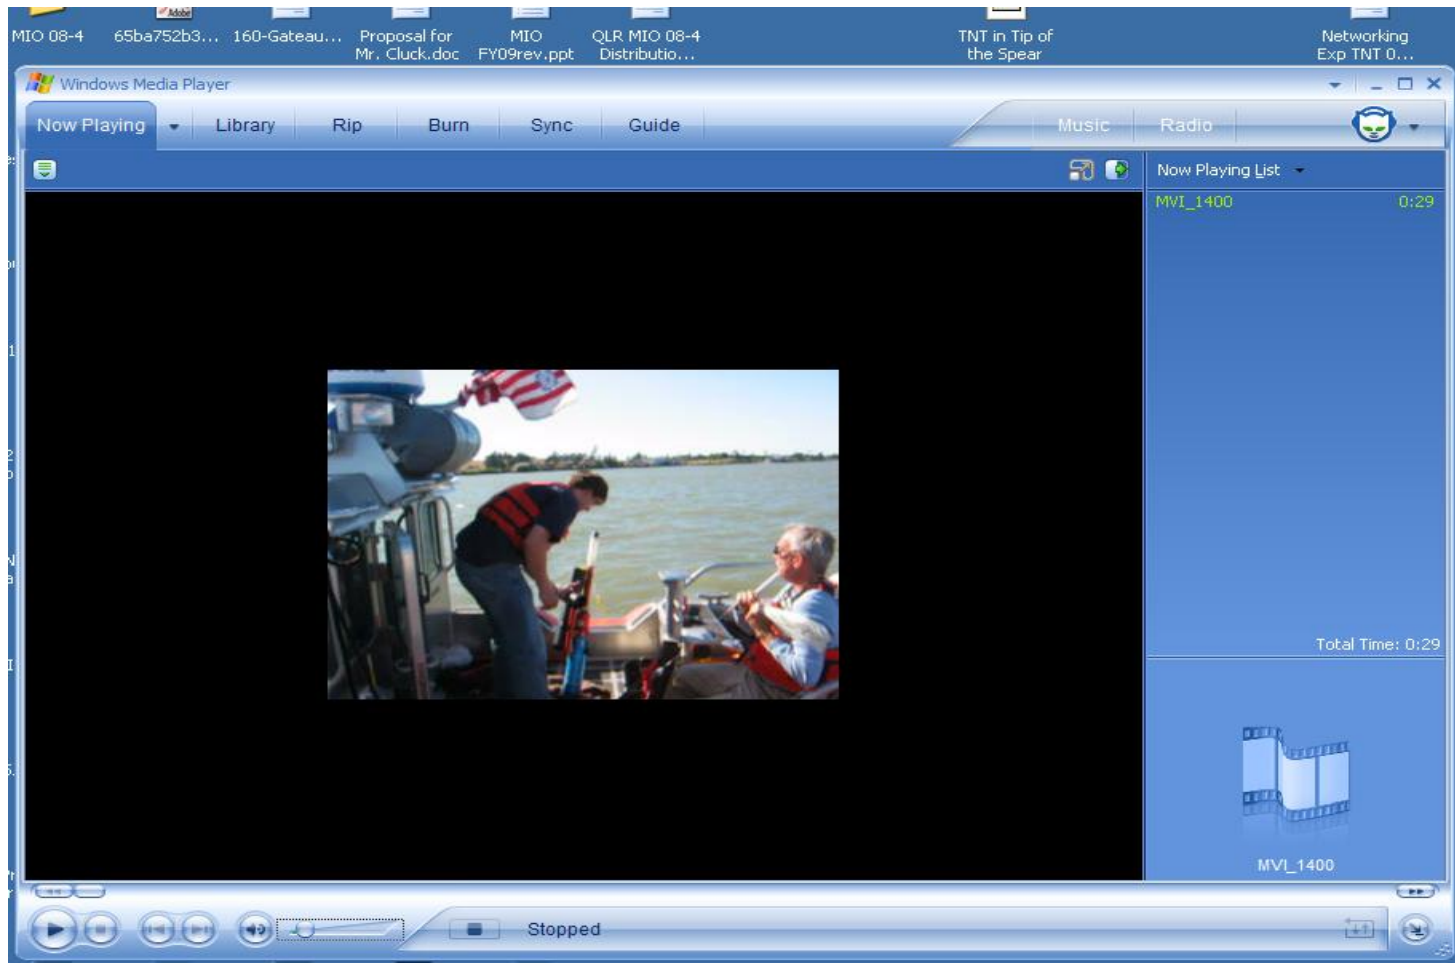 MIO 08-4
65ba752b3...
160-Gateau...
Proposal for
Mr. Cluck.doc
MIO
FY09rev.ppt
QLR MIO 08-4
Distributio...
TNT in Tip of
the Spear
Networking
Exp TNT 0...
Adobe
Windows Media Player
Now Playing
Library
Rip
Burn
Sync
Guide
Music
Radio
Now Playing List
MVI_1400 0:29
Total Time: 0:29
MVI_1400
Stopped